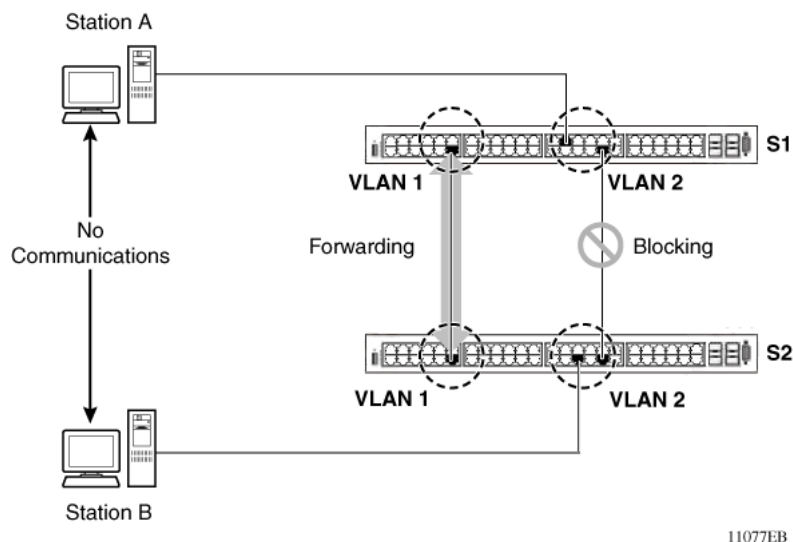 Station A
S1
VLAN 1
VLAN 2
No
Communications
Forwarding
Blocking
S2
VLAN 1
VLAN 2
Station B
11077EB